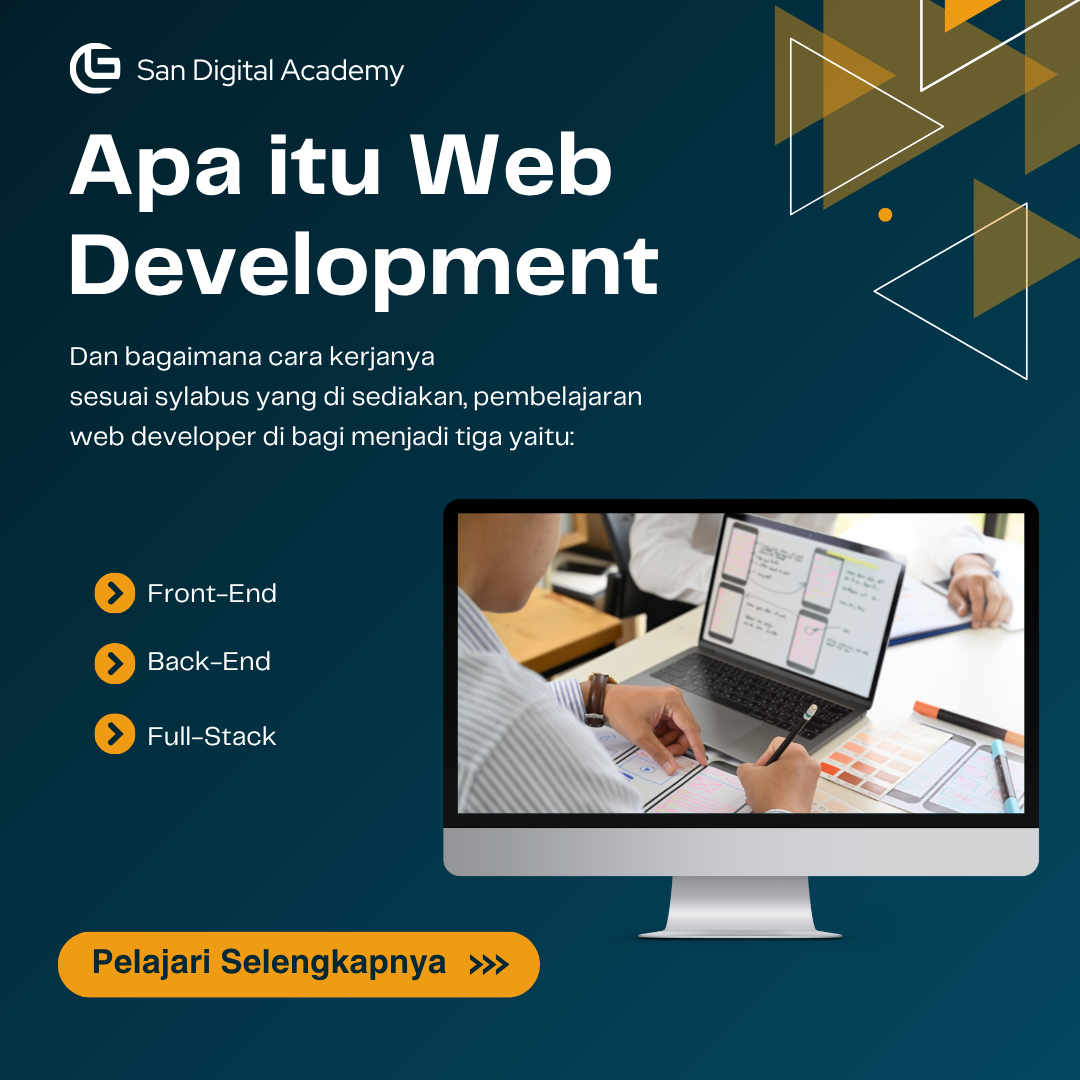 San Digital Academy
Apa itu Web
Development
Dan bagaimana cara kerjanya
sesuai sylabus yang di sediakan, pembelajaran
web developer di bagi menjadi tiga yaitu:
Front-End
Back-End
Full-Stack
Pelajari Selengkapnya